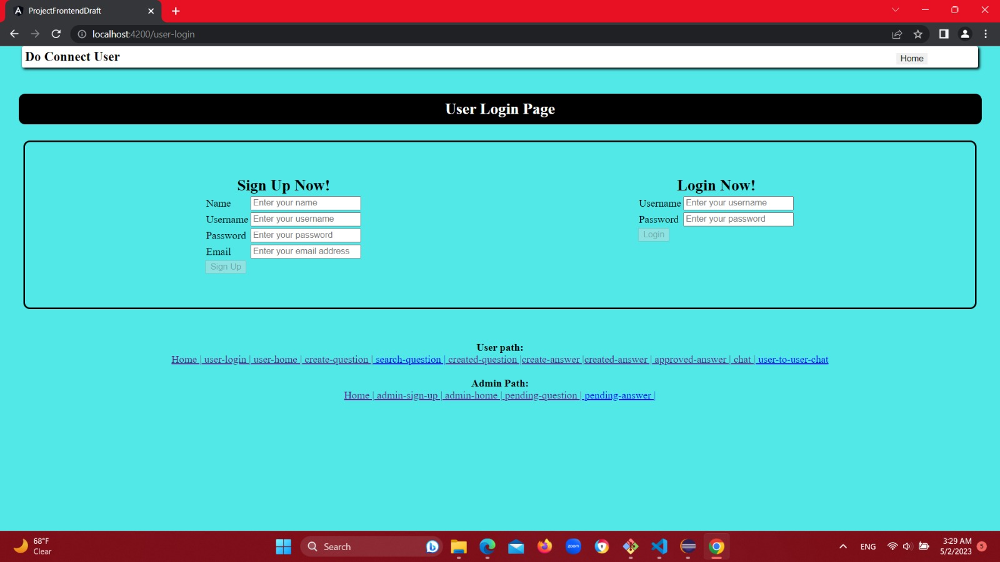 ProjectFrontendDraft
localhost:4200/user-login
Do Connect User
Home
User Login Page
Sign Up Now!
Name Enter your name
Username Enter your username
Password Enter your password
Email Enter your email address
Sign Up
Login Now!
Username Enter your username
Password Enter your password
Login
User path:
Home | user-login | user-home | create-question | search-question | created-question |create-answer |created-answer | approved-answer | chat | user-to-user-chat
Admin Path:
Home | admin-sign-up | admin-home | pending-question | pending-answer |
68°F
Clear
Search
zoom
ENG
3:29 AM
5/2/2023
5